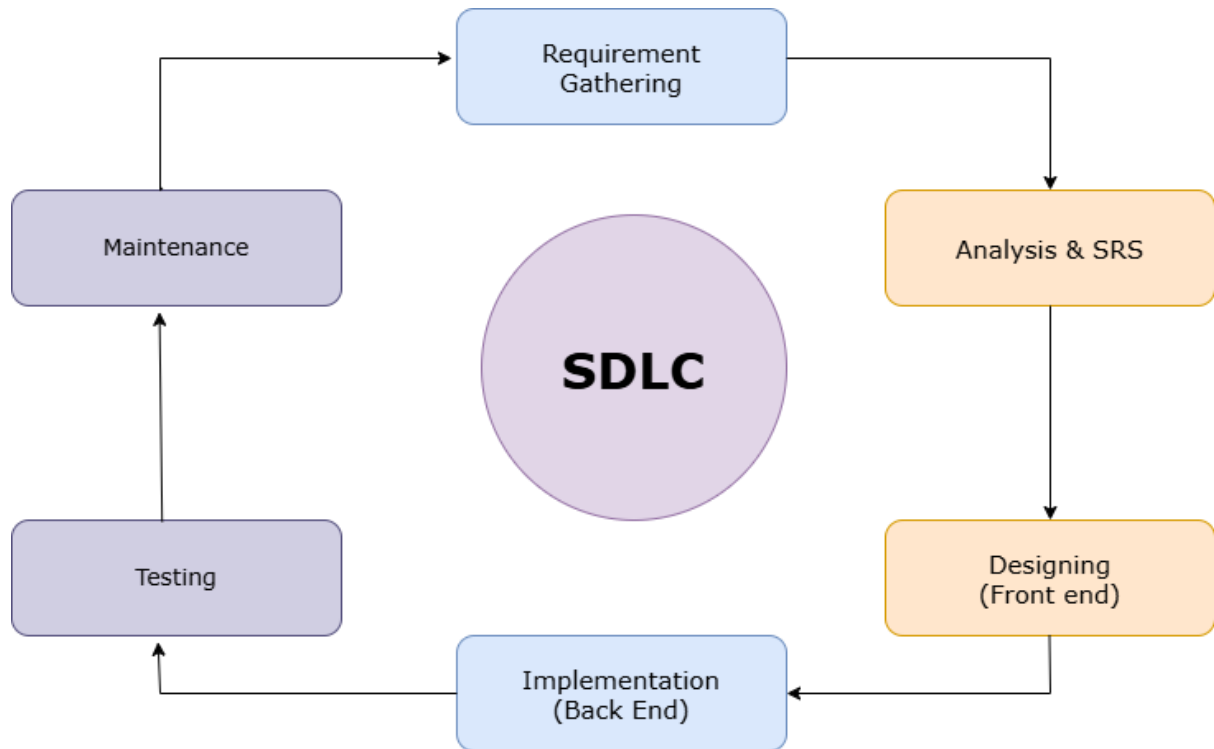 Requirement
Gathering
Maintenance
Analysis & SRS
SDLC
Testing
Designing
(Front end)
Implementation
(Back End)